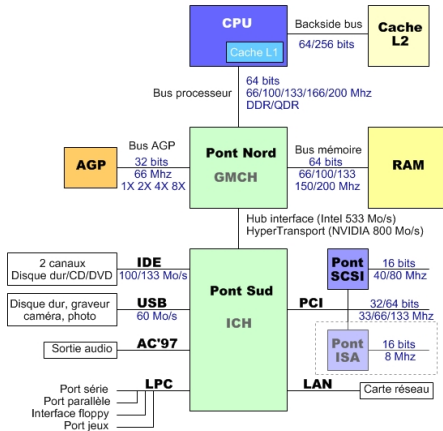 CPU
Cache L1
Backside bus
64/256 bits
Cache
L2
Bus processeur
64 bits
66/100/133/166/200 Mhz
DDR/QDR
AGP
Bus AGP
32 bits
66 Mhz
1X 2X 4X 8X
Pont Nord
GMCH
Bus mémoire
64 bits
66/100/133
150/200 Mhz
RAM
Hub interface (Intel 533 Mo/s)
HyperTransport (NVIDIA 800 Mo/s)
2 canaux
Disque dur/CD/DVD
IDE
100/133 Mo/s
Disque dur, graveur
caméra, photo
USB
60 Mo/s
Sortie audio
AC'97
Port série
Port parallèle
Interface floppy
Port jeux
LPC
Pont Sud
ICH
Pont
SCSI
16 bits
40/80 Mhz
PCI
32/64 bits
33/66/133 Mhz
Pont
ISA
16 bits
8 Mhz
LAN
Carte réseau